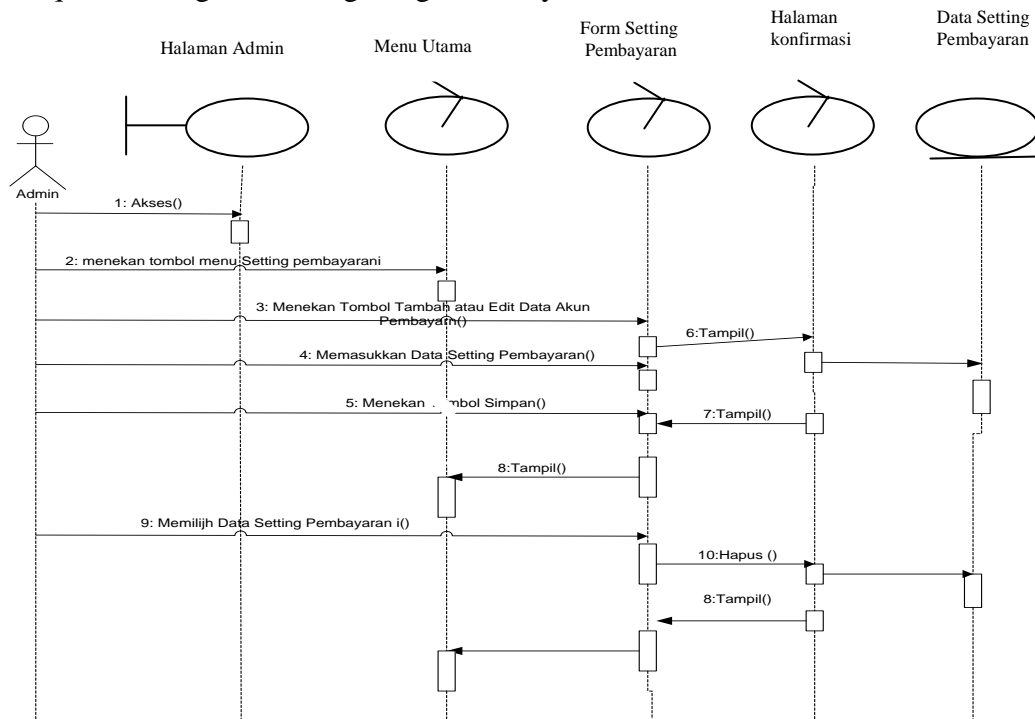 Halaman Admin
Menu Utama
Form Setting
Pembayaran
Halaman
konfirmasi
Data Setting
Pembayaran
Admin
1: Akses()
2: menekan tombol menu Setting pembayarani
3: Menekan Tombol Tambah atau Edit Data Akun
Pembayarn()
6:Tampil()
4: Memasukkan Data Setting Pembayaran()
5: Menekan Simpan()
7:Tampil()
8:Tampil()
9: Memilijh Data Setting Pembayaran i()
10:Hapus ()
8:Tampil()